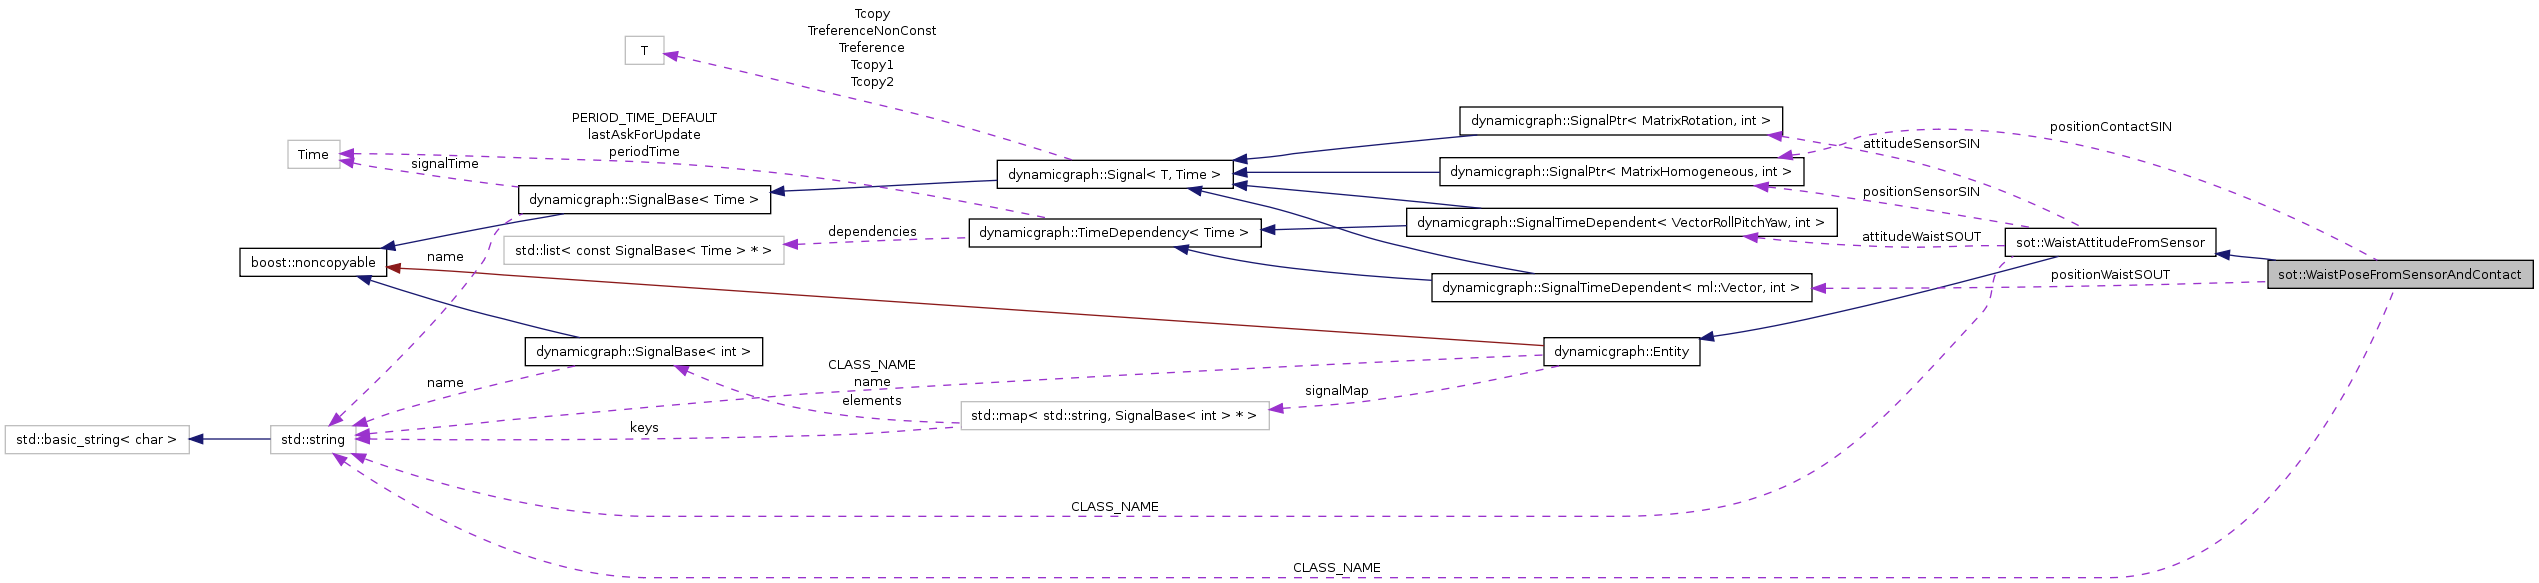 Tcopy
TreferenceNonConst
Treference
Tcopy1
Tcopy2
T
PERIOD_TIME_DEFAULT
lastAskForUpdate
periodTime
Time
signalTime
dynamicgraph::SignalPtr< MatrixRotation, int >
positionContactSIN
attitudeSensorSIN
dynamicgraph::Signal< T, Time >
dynamicgraph::SignalPtr< MatrixHomogeneous, int >
positionSensorSIN
dynamicgraph::SignalBase< Time >
dynamicgraph::SignalTimeDependent< VectorRollPitchYaw, int >
dependencies
dynamicgraph::TimeDependency< Time >
attitudeWaistSOUT
sot::WaistAttitudeFromSensor
std::list< const SignalBase< Time > * >
name
boost::noncopyable
positionWaistSOUT
sot::WaistPoseFromSensorAndContact
dynamicgraph::SignalTimeDependent< ml::Vector, int >
dynamicgraph::SignalBase< int >
dynamicgraph::Entity
CLASS_NAME
name
elements
name
signalMap
std::map< std::string, SignalBase< int > * >
keys
std::basic_string< char >
std::string
CLASS_NAME
CLASS_NAME